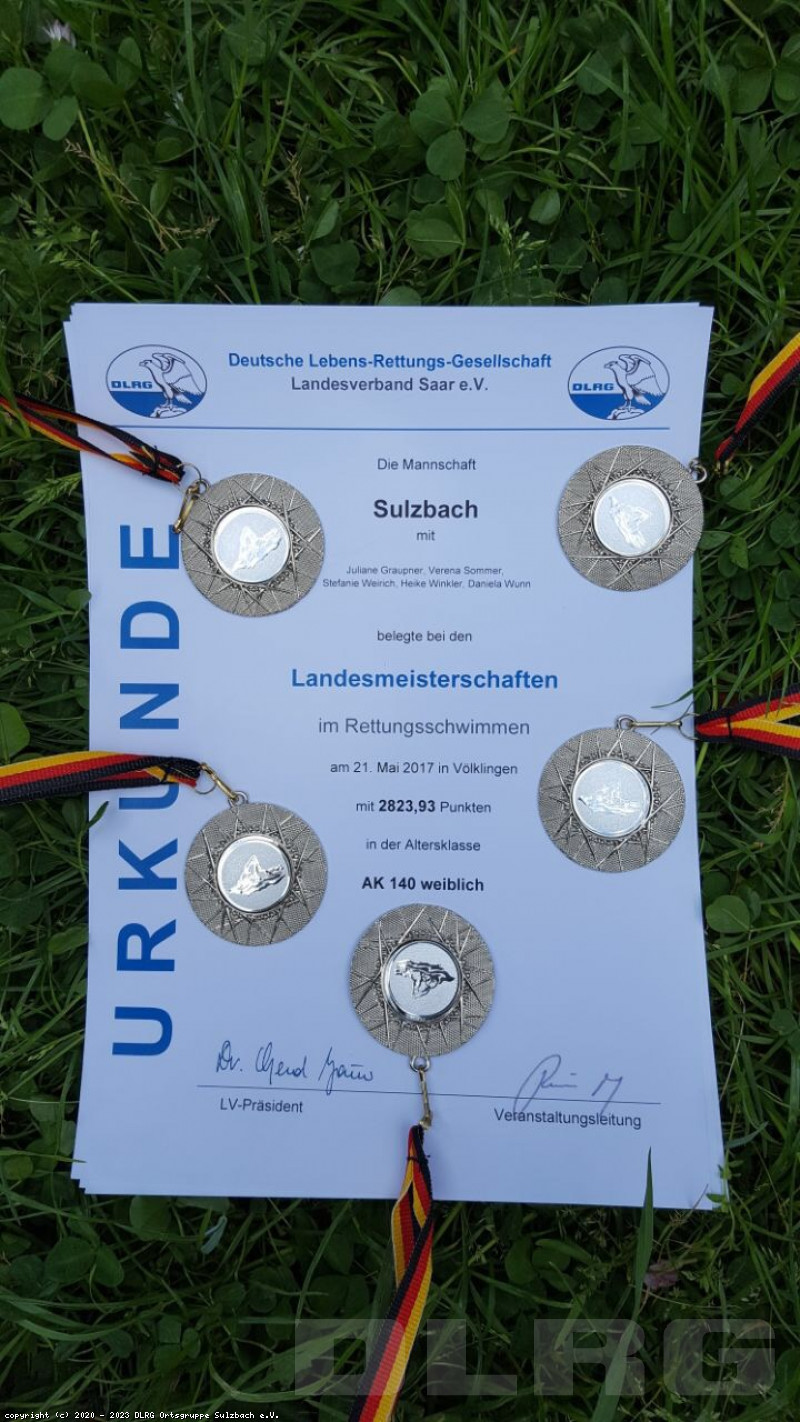 DLRG
Deutsche Lebens-Rettungs-Gesellschaft
Landesverband Saar e.V.
DLRG
URKUNDE
Die Mannschaft
Sulzbach
mit
Juliane Graupner, Verena Sommer,
Stefanie Weirich, Heike Winkler, Daniela Wunn
belegte bei den
Landesmeisterschaften
im Rettungsschwimmen
am 21. Mai 2017 in Völklingen
mit 2823,93 Punkten
in der Altersklasse
AK 140 weiblich
Dr. Gerd
LV-Präsident
Veranstaltungsleitung
DLRG
copyright (c) 2020 - 2023 DLRG Ortsgruppe Sulzbach e.V.